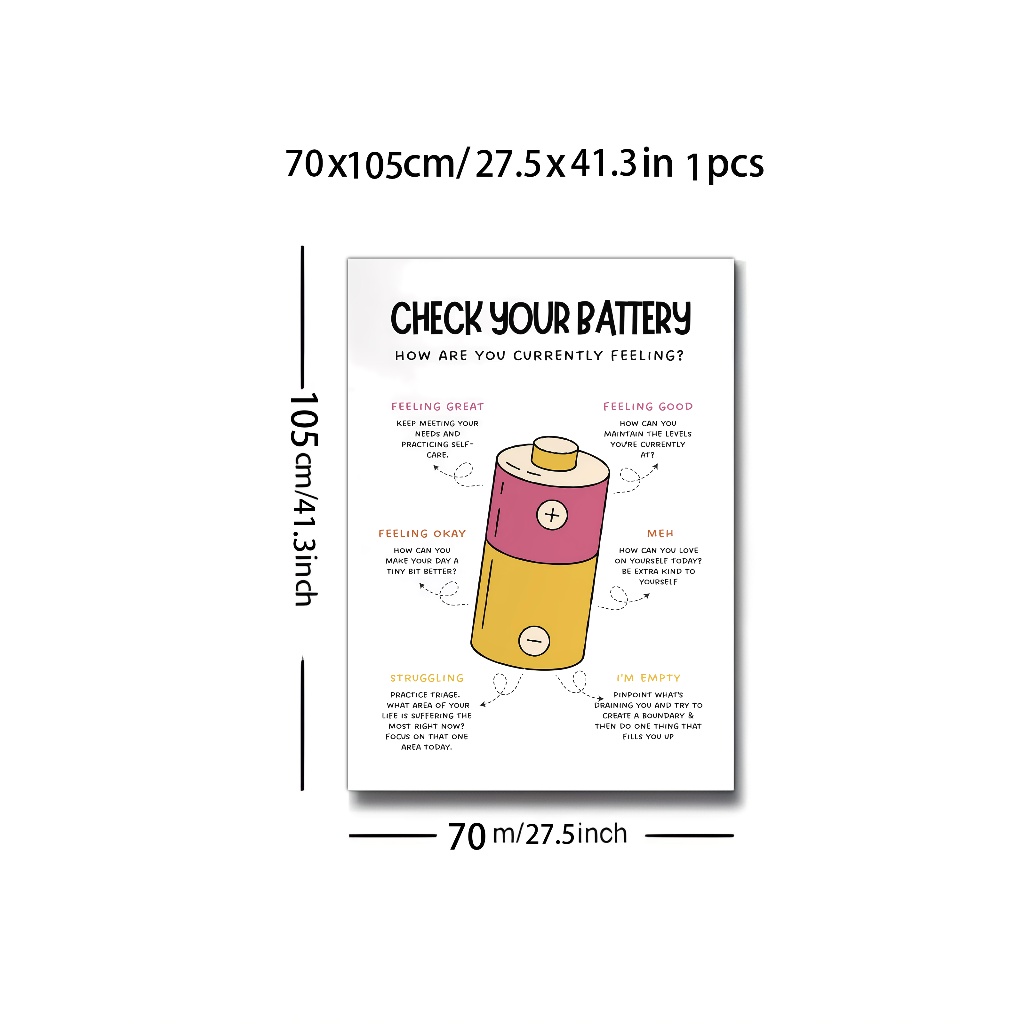 70x105cm/ 27.5x41.3in 1pcs
CHECK YOUR BATTERY
HOW ARE YOU CURRENTLY FEELING?
FEELING GREAT
KEEP MEETING YOUR
NEEDS AND
PRACTICING SELF-
CARE.
FEELING GOOD
HOW CAN YOU
MAINTAIN THE LEVELS
YOU'RE CURRENTLY
AT?
FEELING OKAY
HOW CAN YOU
MAKE YOUR DAY A
TINY BIT BETTER?
MEH
HOW CAN YOU LOVE
ON YOURSELF TODAY?
BE EXTRA KIND TO
YOURSELF
STRUGGLING
PRACTICE TRIAGE.
WHAT AREA OF YOUR
LIFE IS SUFFERING THE
MOST RIGHT NOW?
FOCUS ON THAT ONE
AREA TODAY.
I'M EMPTY
PINPOINT WHAT'S
DRAINING YOU AND TRY TO
CREATE A BOUNDARY &
THEN DO ONE THING THAT
FILLS YOU UP
+
−
105cm/41.3inch
70 m/27.5inch